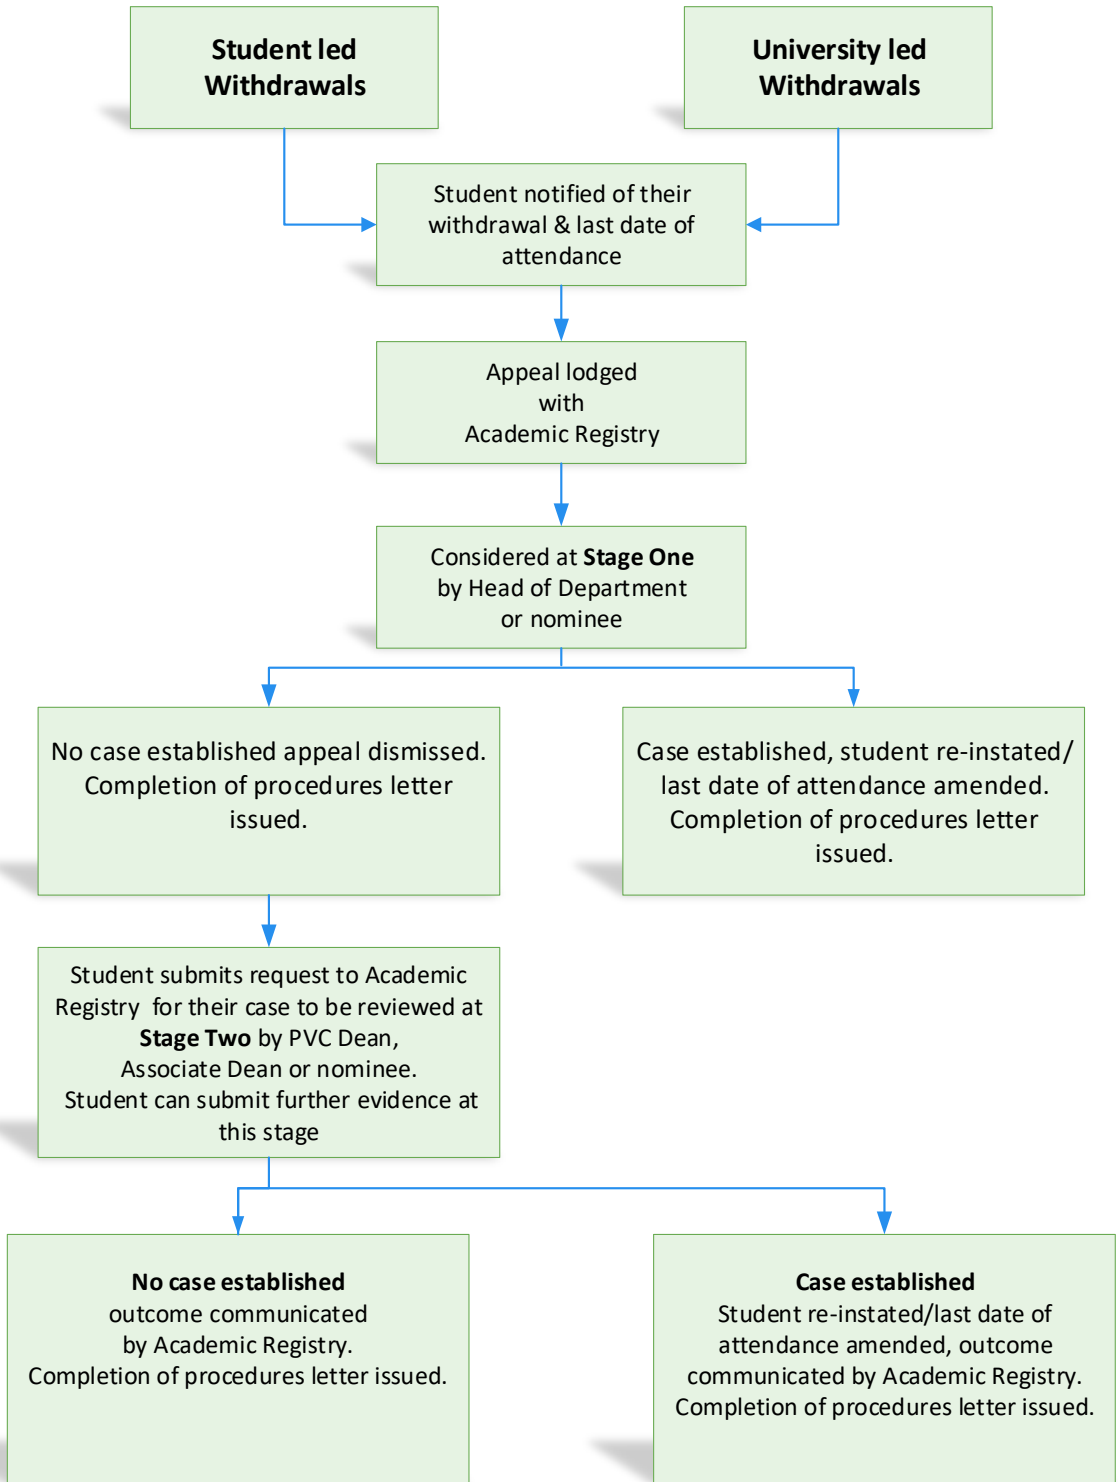 Student led
Withdrawals
University led
Withdrawals
Student notified of their
withdrawal & last date of
attendance
Appeal lodged
with
Academic Registry
Considered at Stage One
by Head of Department
or nominee
No case established appeal dismissed.
Completion of procedures letter
issued.
Case established, student re-instated/
last date of attendance amended.
Completion of procedures letter
issued.
Student submits request to Academic
Registry for their case to be reviewed at
Stage Two by PVC Dean,
Associate Dean or nominee.
Student can submit further evidence at
this stage
No case established
outcome communicated
by Academic Registry.
Completion of procedures letter issued.
Case established
Student re-instated/last date of
attendance amended, outcome
communicated by Academic Registry.
Completion of procedures letter issued.